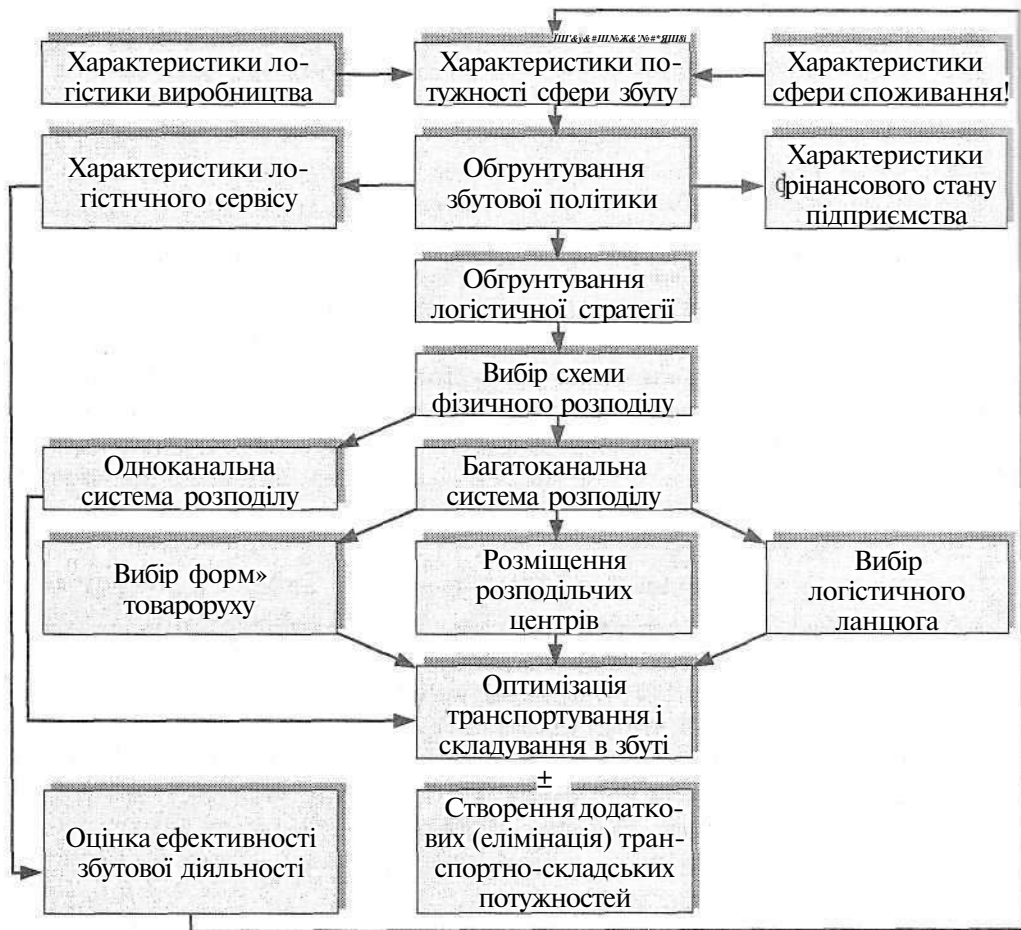 Характеристики ло-
гістики виробництва
Характеристики по-
тужності сфери збуту
Характеристики
сфери споживання!
Характеристики ло-
гістнчного сервісу
Обгрунтування
збутової політики
Характеристики
фрінансового стану
підприємства
Обгрунтування
логістичної стратегії
Вибір схеми
фізичного розподілу
Одноканальна
система розподілу
Багатоканальна
система розподілу
Вибір форм»
товароруху
Розміщення
розподільчих
центрів
Вибір
логістичного
ланцюга
Оптимізація
транспортування і
складування в збуті
±
Оцінка ефективності
збутової діяльності
Створення додатко-
вих (елімінація) тран-
спортно-складських
потужностей